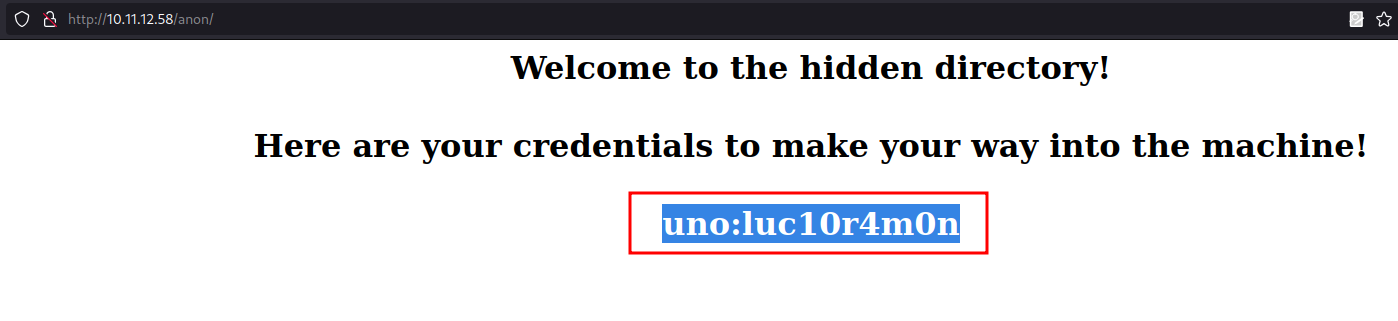 http://10.11.12.58/anon/
Welcome to the hidden directory!
Here are your credentials to make your way into the machine!
uno:luc10r4m0n